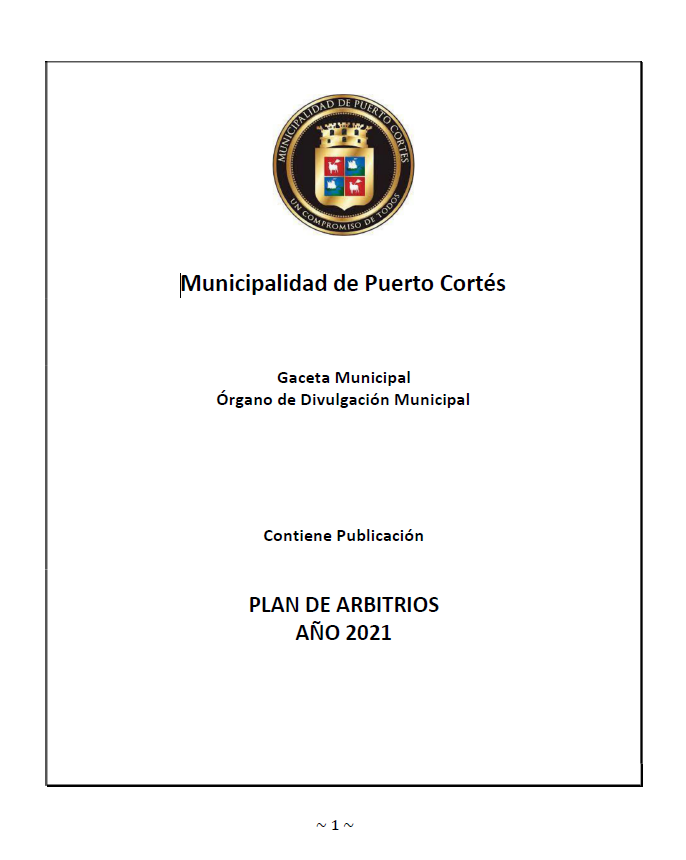 MUNICIPALIDAD DE PUERTO CORTES
UN COMPROMISO DE TODOS
Municipalidad de Puerto Cortés
Gaceta Municipal
Órgano de Divulgación Municipal
Contiene Publicación
PLAN DE ARBITRIOS
AÑO 2021
~ 1 ~